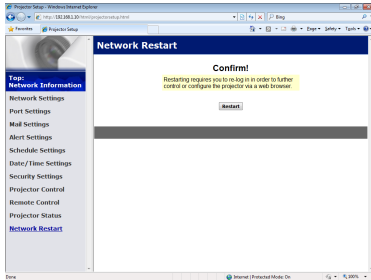 Projector Setup - Windows Internet Explorer
http://192.168.1.10/html/projectorsetup.html
Bing
Favorites
Projector Setup
Page
Safety
Tools
Network Restart
Confirm!
Restarting requires you to re-log in in order to further
control or configure the projector via a web browser.
Restart
Top:
Network Information
Network Settings
Port Settings
Mail Settings
Alert Settings
Schedule Settings
Date/Time Settings
Security Settings
Projector Control
Remote Control
Projector Status
Network Restart
Done
Internet | Protected Mode: On
100%